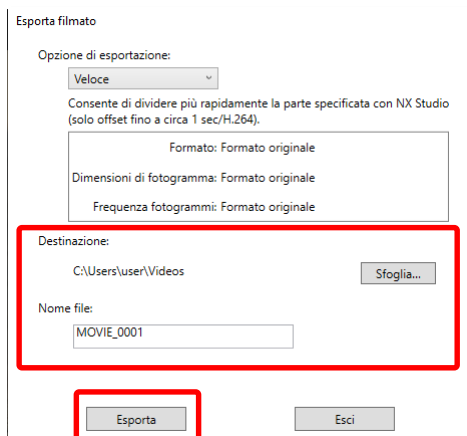 Esporta filmato
Opzione di esportazione:
Veloce
Consente di dividere più rapidamente la parte specificata con NX Studio
(solo offset fino a circa 1 sec/H.264).
Formato: Formato originale
Dimensioni di fotogramma: Formato originale
Frequenza fotogrammi: Formato originale
Destinazione:
C:\Users\user\Videos
Sfoglia...
Nome file:
MOVIE_0001
Esporta
Esci